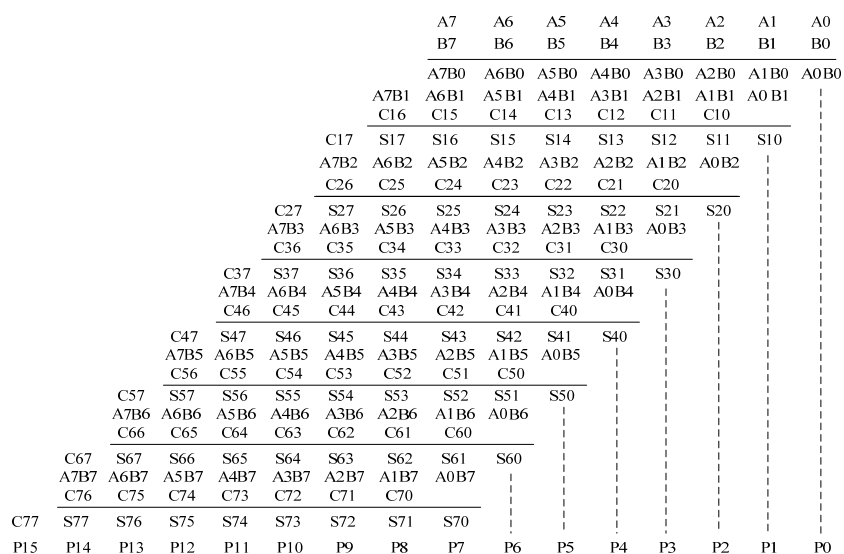 A7 A6 A5 A4 A3 A2 A1 A0
B7 B6 B5 B4 B3 B2 B1 B0
A7B0 A6B0 A5B0 A4B0 A3B0 A2B0 A1B0 A0B0
A7B1 A6B1 A5B1 A4B1 A3B1 A2B1 A1B1 A0B1
C16 C15 C14 C13 C12 C11 C10
C17 S17 S16 S15 S14 S13 S12 S11 S10
A7B2 A6B2 A5B2 A4B2 A3B2 A2B2 A1B2 A0B2
C26 C25 C24 C23 C22 C21 C20
C27 S27 S26 S25 S24 S23 S22 S21 S20
A7B3 A6B3 A5B3 A4B3 A3B3 A2B3 A1B3 A0B3
C36 C35 C34 C33 C32 C31 C30
C37 S37 S36 S35 S34 S33 S32 S31 S30
A7B4 A6B4 A5B4 A4B4 A3B4 A2B4 A1B4 A0B4
C46 C45 C44 C43 C42 C41 C40
C47 S47 S46 S45 S44 S43 S42 S41 S40
A7B5 A6B5 A5B5 A4B5 A3B5 A2B5 A1B5 A0B5
C56 C55 C54 C53 C52 C51 C50
C57 S57 S56 S55 S54 S53 S52 S51 S50
A7B6 A6B6 A5B6 A4B6 A3B6 A2B6 A1B6 A0B6
C66 C65 C64 C63 C62 C61 C60
C67 S67 S66 S65 S64 S63 S62 S61 S60
A7B7 A6B7 A5B7 A4B7 A3B7 A2B7 A1B7 A0B7
C76 C75 C74 C73 C72 C71 C70
C77 S77 S76 S75 S74 S73 S72 S71 S70
P15 P14 P13 P12 P11 P10 P9 P8 P7 P6 P5 P4 P3 P2 P1 P0